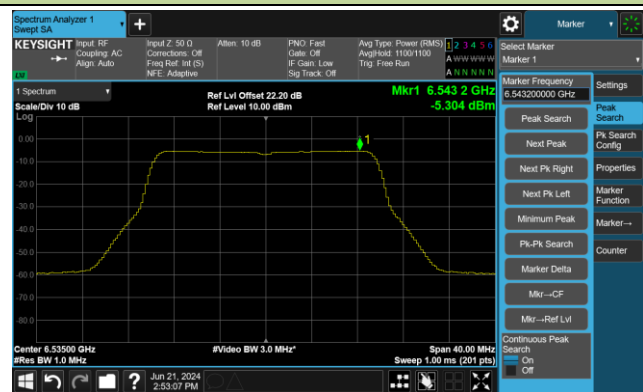 Spectrum Analyzer 1
Swept SA
+
Marker
KEYSIGHT
Input: RF
Coupling: AC
Align: Auto
Input Z: 50 Ω
Corrections: Off
Freq Ref: Int (S)
NFE: Adaptive
Atten: 10 dB
PNO: Fast
Gate: Off
IF Gain: Low
Sig Track: Off
Avg Type: Power (RMS)
Avg|Hold: 1100/1100
Trig: Free Run
1 2 3 4 5 6
A W W W W W
A N N N N N
LW
Select Marker
Marker 1
1 Spectrum
Scale/Div 10 dB
Log
Ref Lvl Offset 22.20 dB
Ref Level 10.00 dBm
Mkr1 6.543 2 GHz
-5.304 dBm
1
0.00
-10.0
-20.0
-30.0
-40.0
-50.0
-60.0
-70.0
-80.0
Center 6.53500 GHz
#Res BW 1.0 MHz
#Video BW 3.0 MHz*
Span 40.00 MHz
Sweep 1.00 ms (201 pts)
Marker Frequency
6.543200000 GHz
Peak Search
Next Peak
Next Pk Right
Next Pk Left
Minimum Peak
Pk-Pk Search
Marker Delta
Mkr→CF
Mkr→Ref Lvl
Continuous Peak
Search
On
Off
Settings
Peak
Search
Pk Search
Config
Properties
Marker
Function
Marker→
Counter
?
Jun 21, 2024
2:53:07 PM